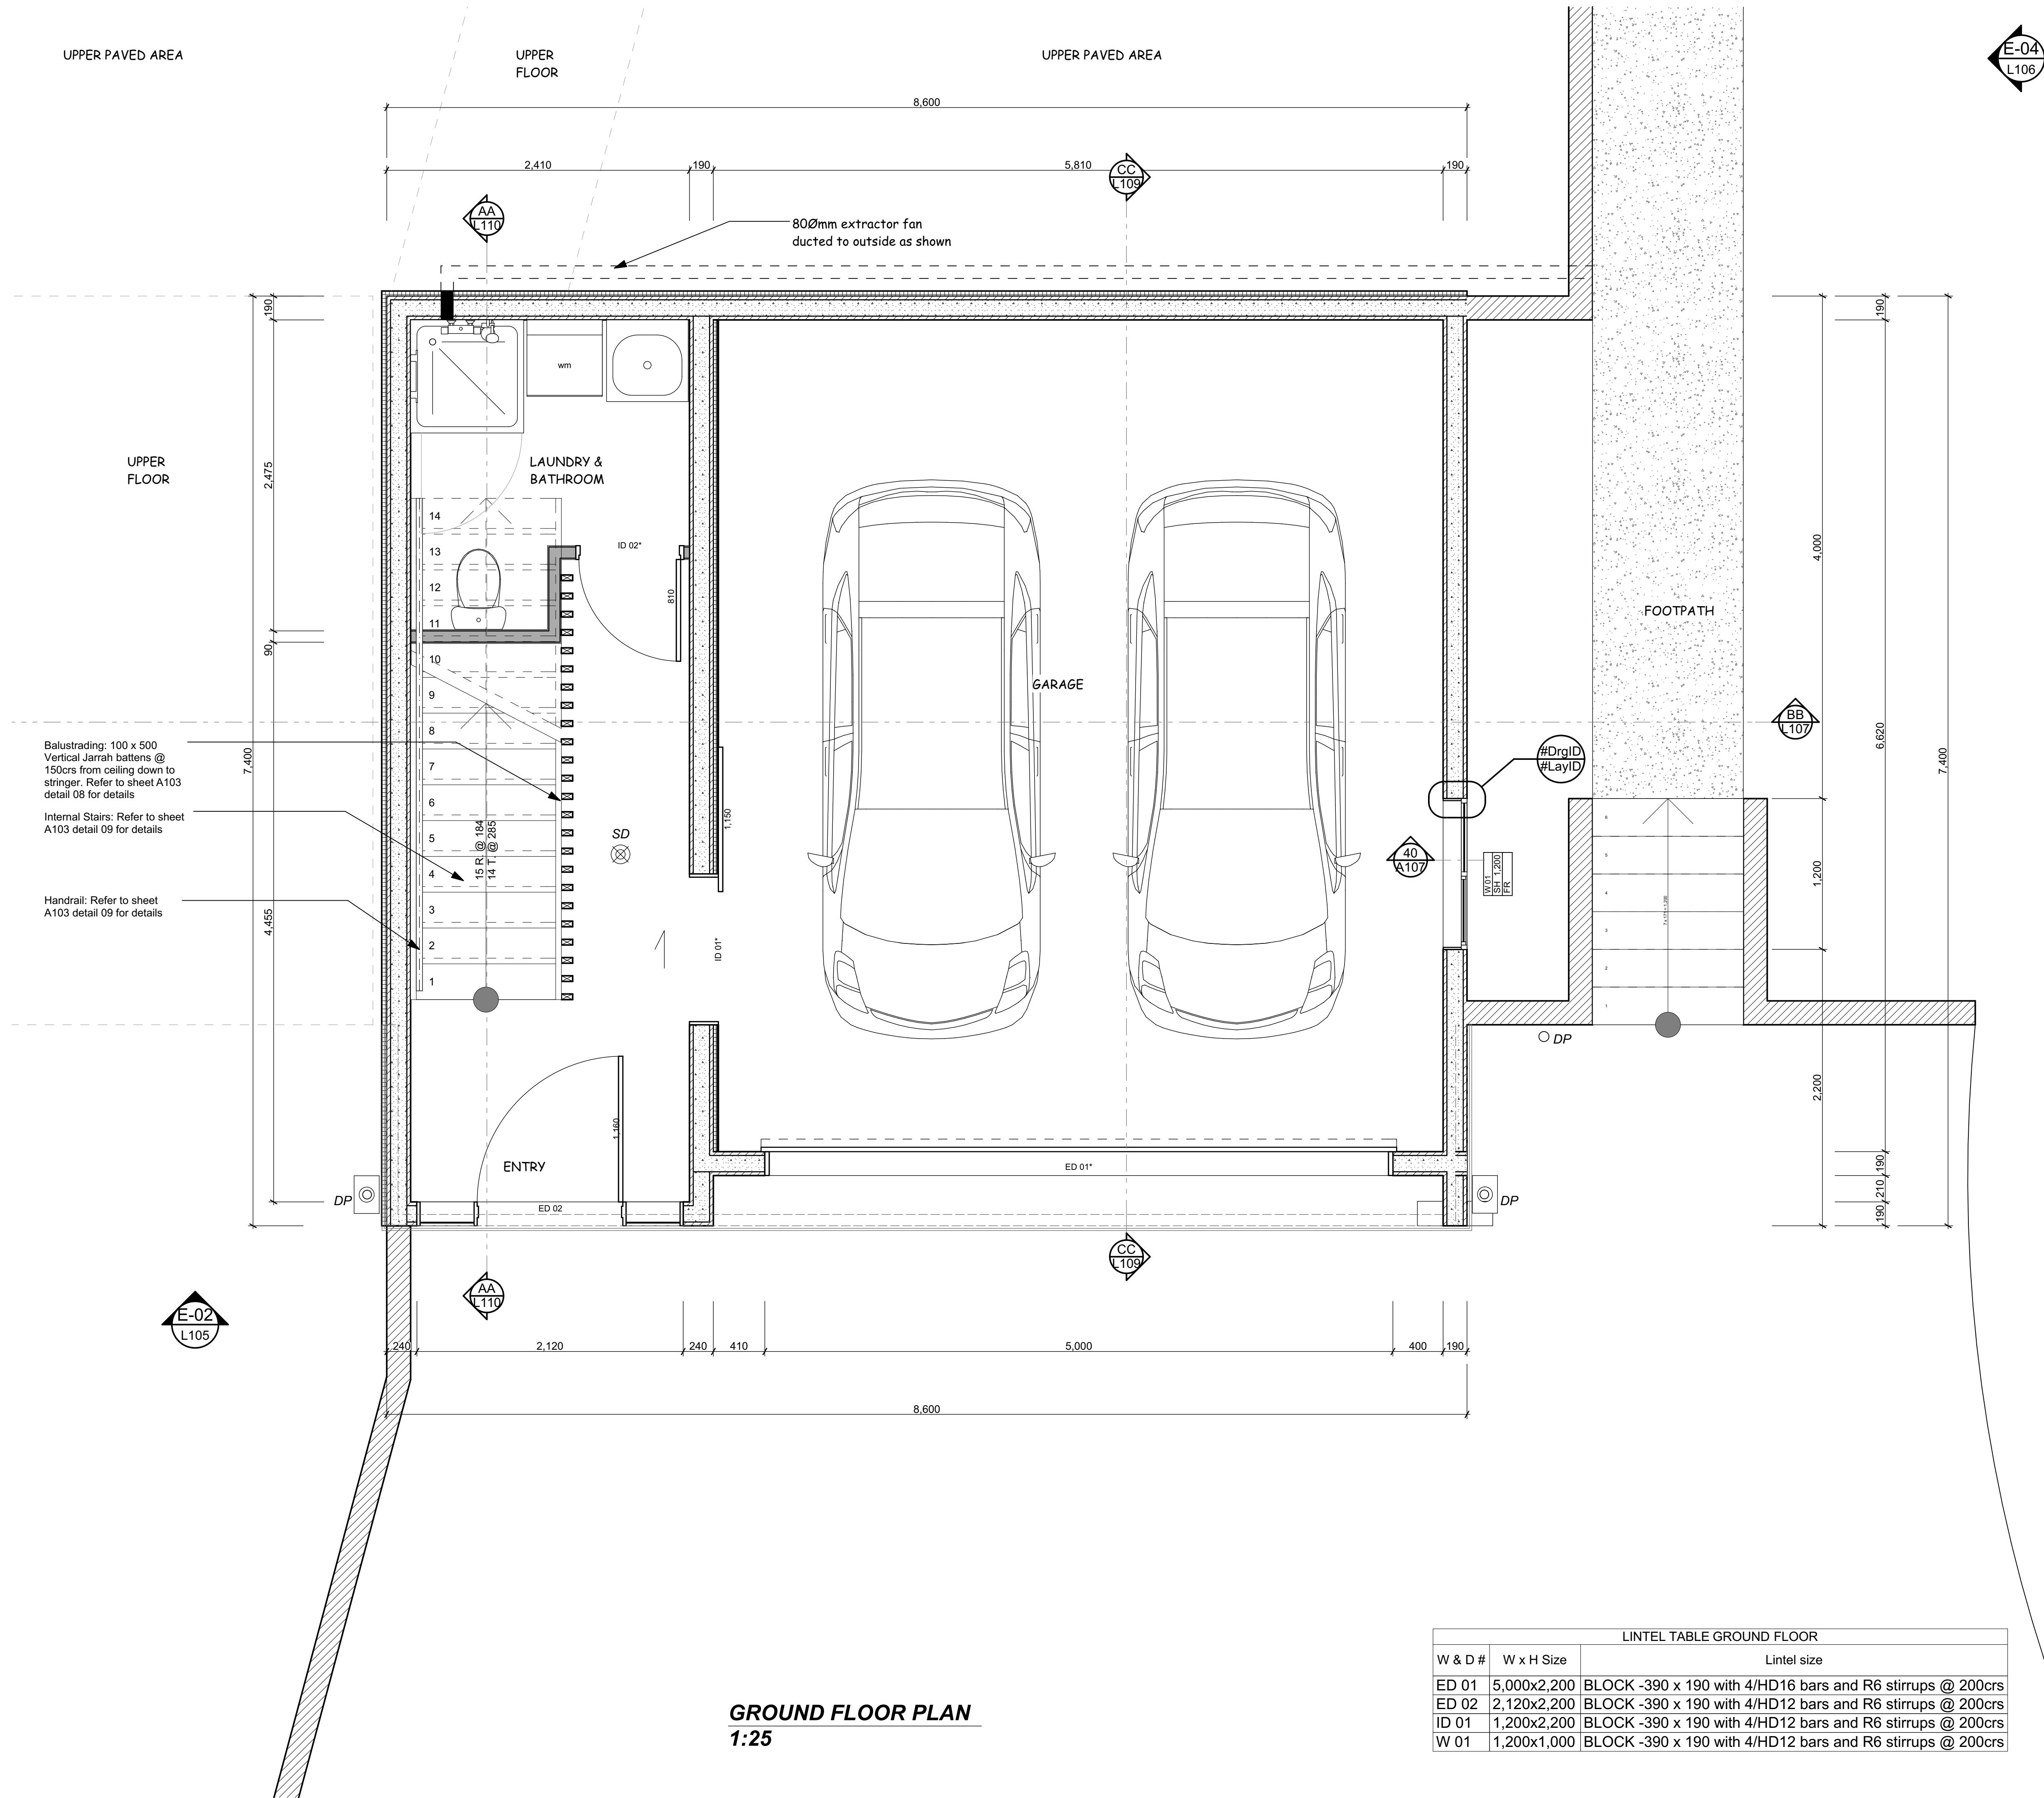 UPPER PAVED AREA
UPPER
FLOOR
UPPER PAVED AREA
E-04
L106
8,600
2,410
190
5,810
190
CC
L109
AA
L110
80Ømm extractor fan
ducted to outside as shown
190
190
wm
UPPER
FLOOR
LAUNDRY &
BATHROOM
2,475
14
13
12
11
10
9
8
7
6
5
4
3
2
1
ID 02*
810
4,000
FOOTPATH
90
GARAGE
BB
L107
6,620
7,400
7,400
Balustrading: 100 x 500
Vertical Jarrah battens @
150crs from ceiling down to
stringer. Refer to sheet A103
detail 08 for details
Internal Stairs: Refer to sheet
A103 detail 09 for details
Handrail: Refer to sheet
A103 detail 09 for details
#DrgID
#LayID
1,150
15 R. @ 184
14 T. @ 285
SD
40
A107
W 01
SH 1,200
FR
6
5
4
3
2
1
7 x 171 = 1,200
1,200
4,455
ID 01*
DP
2,200
1,160
ENTRY
ED 01*
ED 02
DP
DP
190
210
190
CC
L109
AA
L110
E-02
L105
240
2,120
240
410
5,000
400
190
8,600
GROUND FLOOR PLAN
1:25
LINTEL TABLE GROUND FLOOR
W & D # W x H Size Lintel size
ED 01 5,000x2,200 BLOCK -390 x 190 with 4/HD16 bars and R6 stirrups @ 200crs
ED 02 2,120x2,200 BLOCK -390 x 190 with 4/HD12 bars and R6 stirrups @ 200crs
ID 01 1,200x2,200 BLOCK -390 x 190 with 4/HD12 bars and R6 stirrups @ 200crs
W 01 1,200x1,000 BLOCK -390 x 190 with 4/HD12 bars and R6 stirrups @ 200crs